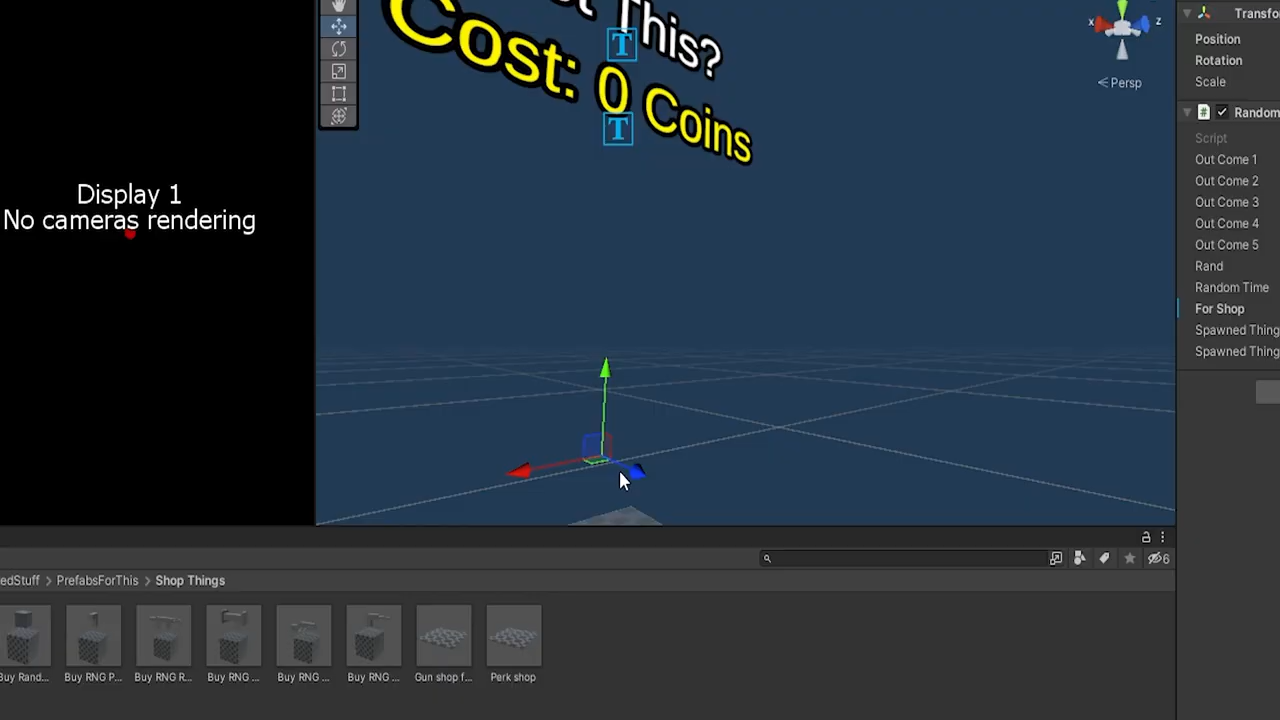 t This?
Cost: 0 Coins
T
T
x
z
< Persp
Display 1
No cameras rendering
Transfo
Position
Rotation
Scale
Random
Script
Out Come 1
Out Come 2
Out Come 3
Out Come 4
Out Come 5
Rand
Random Time
For Shop
Spawned Thing
Spawned Thing
6
edStuff > PrefabsForThis > Shop Things
Buy Rand...
Buy RNG P...
Buy RNG R...
Buy RNG ...
Buy RNG ...
Buy RNG ...
Gun shop f...
Perk shop